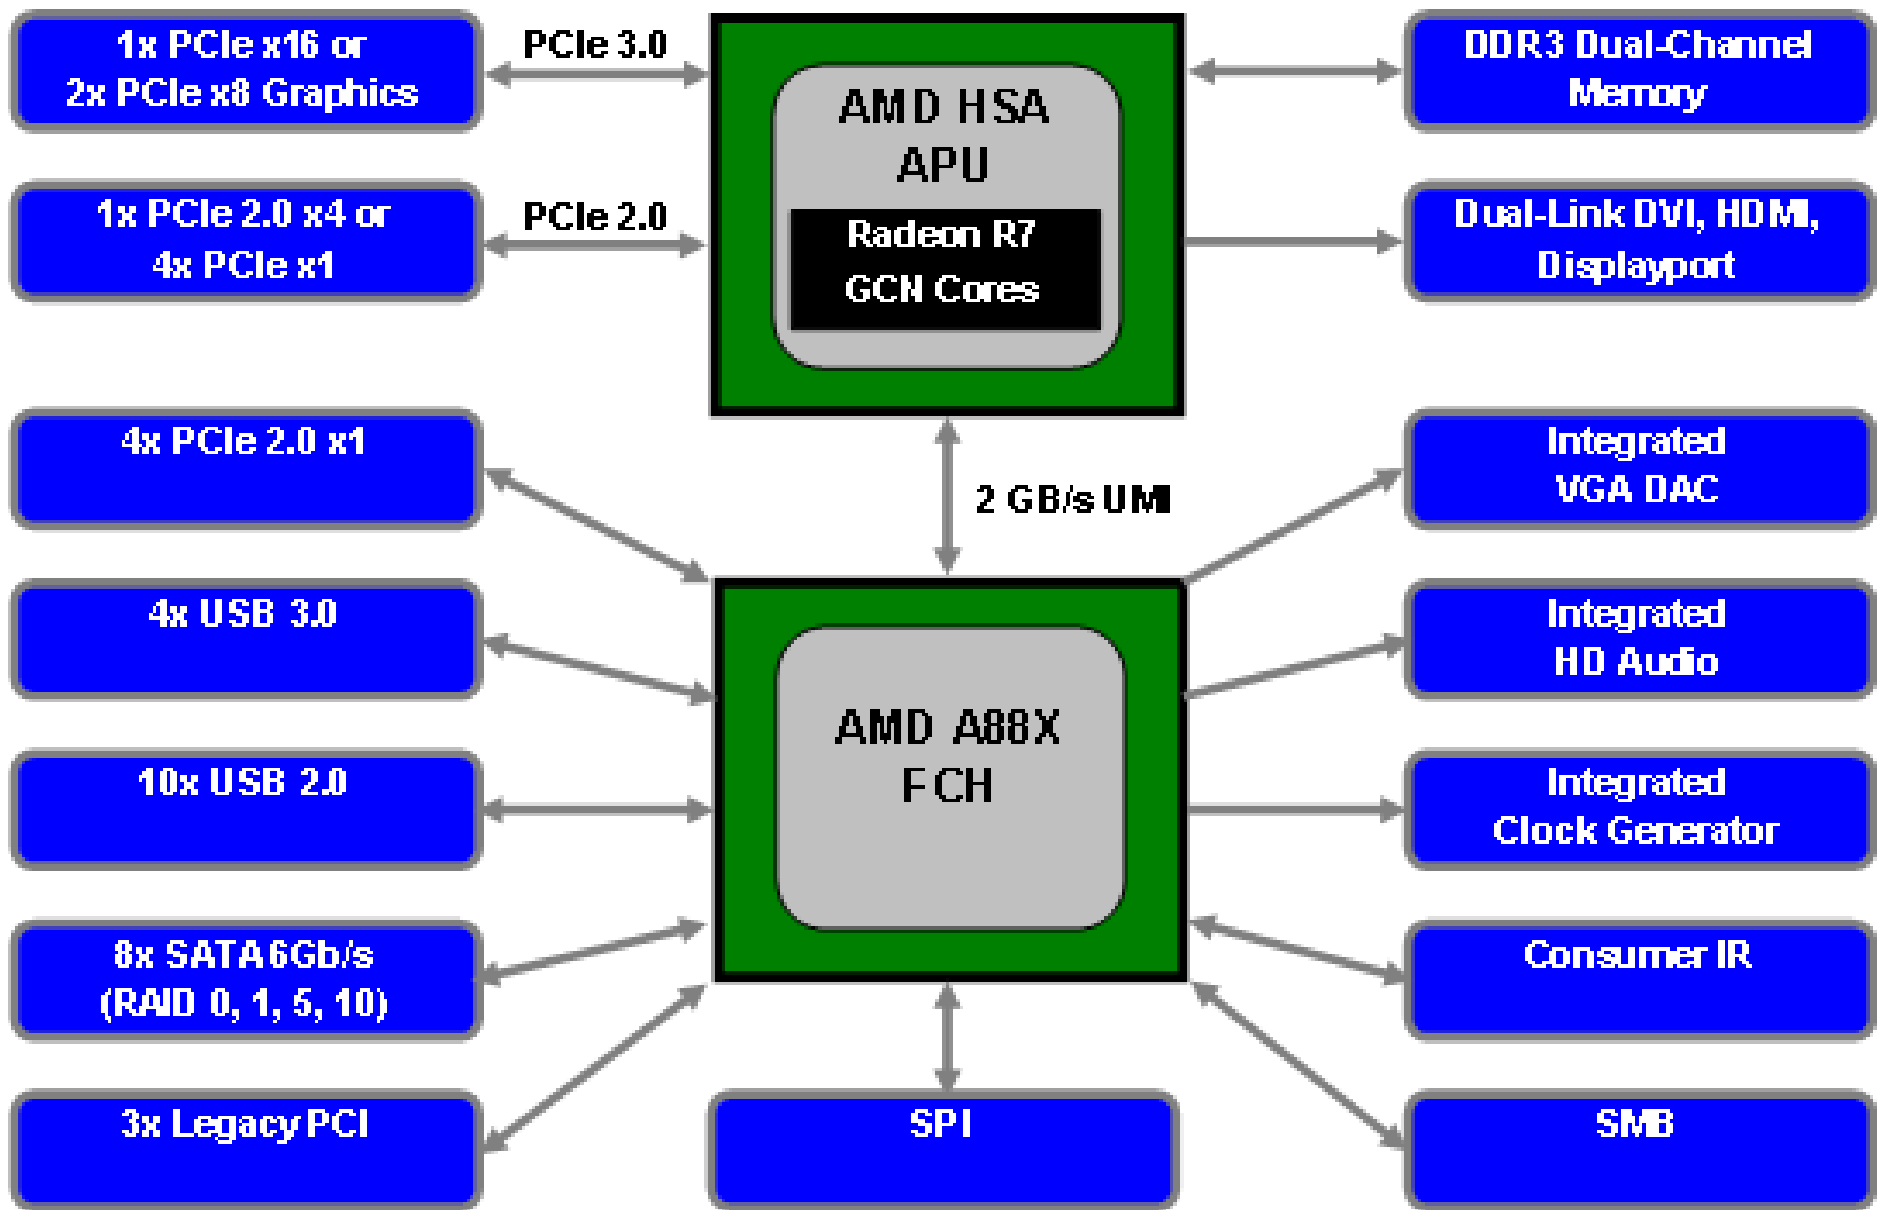 1x PCIe x16 or
2x PCIe x8 Graphics
PCIe 3.0
AMD HSA
APU
Radeon R7
GCN Cores
DDR3 Dual-Channel
Memory
1x PCIe 2.0 x4 or
4x PCIe x1
PCIe 2.0
Dual-Link DVI, HDMI,
Displayport
2 GB/s UMI
4x PCIe 2.0 x1
Integrated
VGA DAC
4x USB 3.0
Integrated
HD Audio
AMD A88X
FCH
10x USB 2.0
Integrated
Clock Generator
8x SATA 6Gb/s
(RAID 0, 1, 5, 10)
Consumer IR
3x Legacy PCI
SPI
SMB